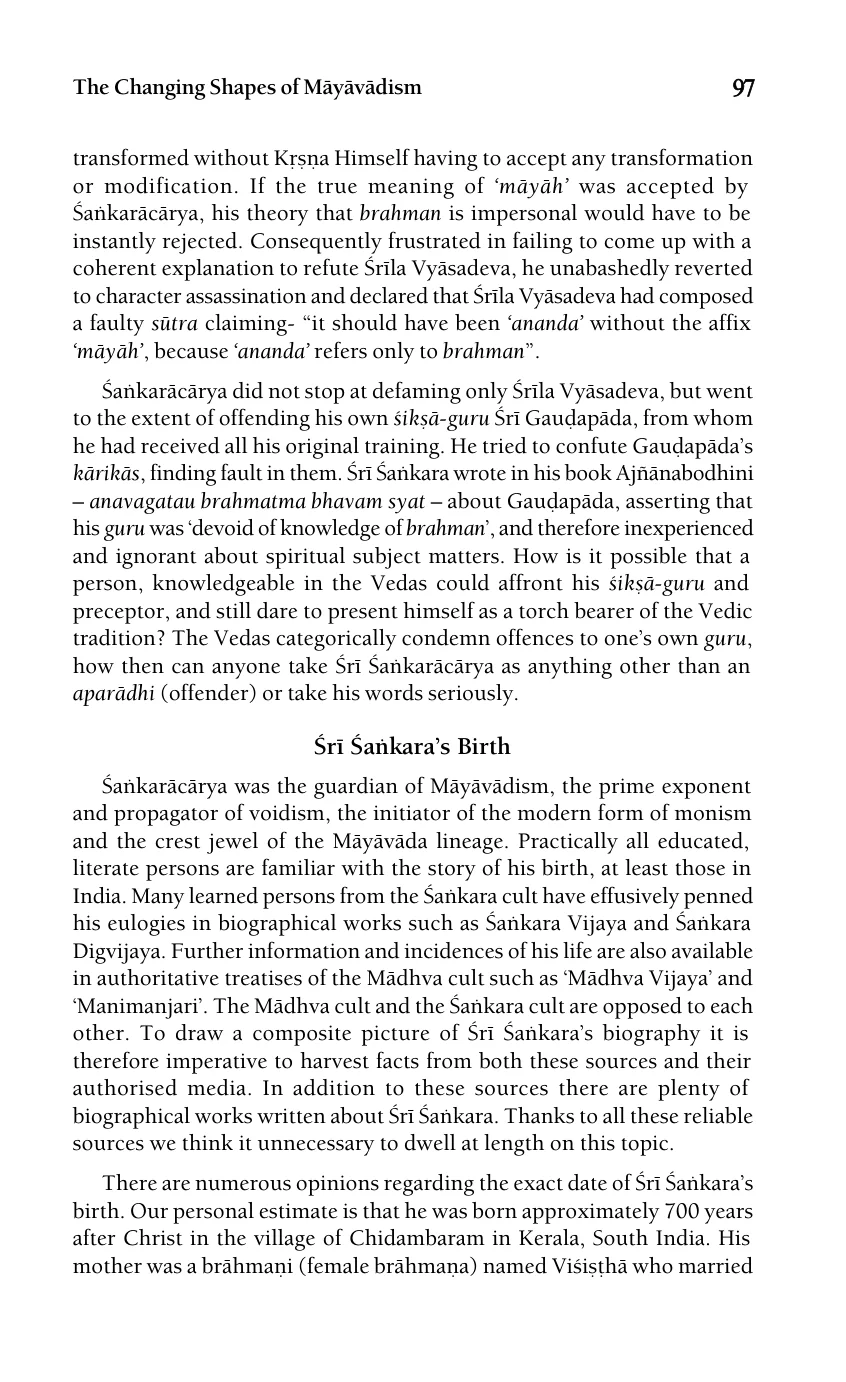 The Changing Shapes of Māyāvādism 97
transformed without Kṛṣṇa Himself having to accept any transformation
or modification. If the true meaning of ‘māyāh’ was accepted by
Śaṅkarācārya, his theory that brahman is impersonal would have to be
instantly rejected. Consequently frustrated in failing to come up with a
coherent explanation to refute Śrīla Vyāsadeva, he unabashedly reverted
to character assassination and declared that Śrīla Vyāsadeva had composed
a faulty sūtra claiming- “it should have been ‘ananda’ without the affix
‘māyāh’, because ‘ananda’ refers only to brahman”.
Śaṅkarācārya did not stop at defaming only Śrīla Vyāsadeva, but went
to the extent of offending his own śikṣā-guru Śrī Gauḍapāda, from whom
he had received all his original training. He tried to confute Gauḍapāda’s
kārikās, finding fault in them. Śrī Śaṅkara wrote in his book Ajñānabodhini
– anavagatau brahmatma bhavam syat – about Gauḍapāda, asserting that
his guru was ‘devoid of knowledge of brahman’, and therefore inexperienced
and ignorant about spiritual subject matters. How is it possible that a
person, knowledgeable in the Vedas could affront his śikṣā-guru and
preceptor, and still dare to present himself as a torch bearer of the Vedic
tradition? The Vedas categorically condemn offences to one’s own guru,
how then can anyone take Śrī Śaṅkarācārya as anything other than an
aparādhi (offender) or take his words seriously.
Śrī Śaṅkara’s Birth
Śaṅkarācārya was the guardian of Māyāvādism, the prime exponent
and propagator of voidism, the initiator of the modern form of monism
and the crest jewel of the Māyāvāda lineage. Practically all educated,
literate persons are familiar with the story of his birth, at least those in
India. Many learned persons from the Śaṅkara cult have effusively penned
his eulogies in biographical works such as Śaṅkara Vijaya and Śaṅkara
Digvijaya. Further information and incidences of his life are also available
in authoritative treatises of the Mādhva cult such as ‘Mādhva Vijaya’ and
‘Manimanjari’. The Mādhva cult and the Śaṅkara cult are opposed to each
other. To draw a composite picture of Śrī Śaṅkara’s biography it is
therefore imperative to harvest facts from both these sources and their
authorised media. In addition to these sources there are plenty of
biographical works written about Śrī Śaṅkara. Thanks to all these reliable
sources we think it unnecessary to dwell at length on this topic.
There are numerous opinions regarding the exact date of Śrī Śaṅkara’s
birth. Our personal estimate is that he was born approximately 700 years
after Christ in the village of Chidambaram in Kerala, South India. His
mother was a brāhmaṇi (female brāhmaṇa) named Viśiṣṭhā who married